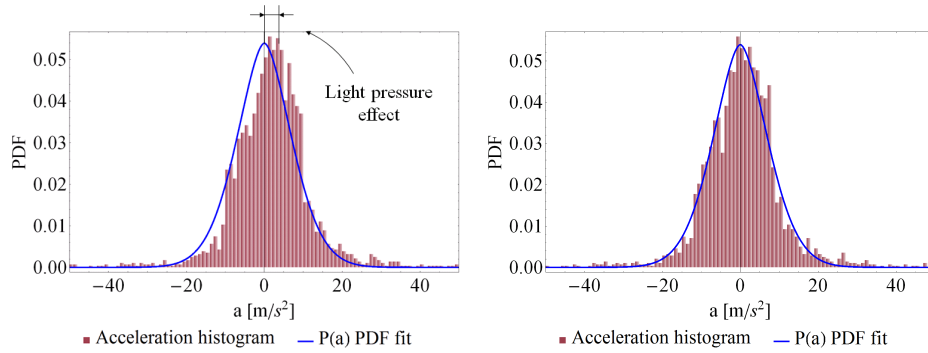 PDF
0.05
0.04
0.03
0.02
0.01
0.00
Light pressure
effect
−40 −20 0 20 40
a [m/s²]
Acceleration histogram P(a) PDF fit
PDF
0.05
0.04
0.03
0.02
0.01
0.00
−40 −20 0 20 40
a [m/s²]
Acceleration histogram P(a) PDF fit